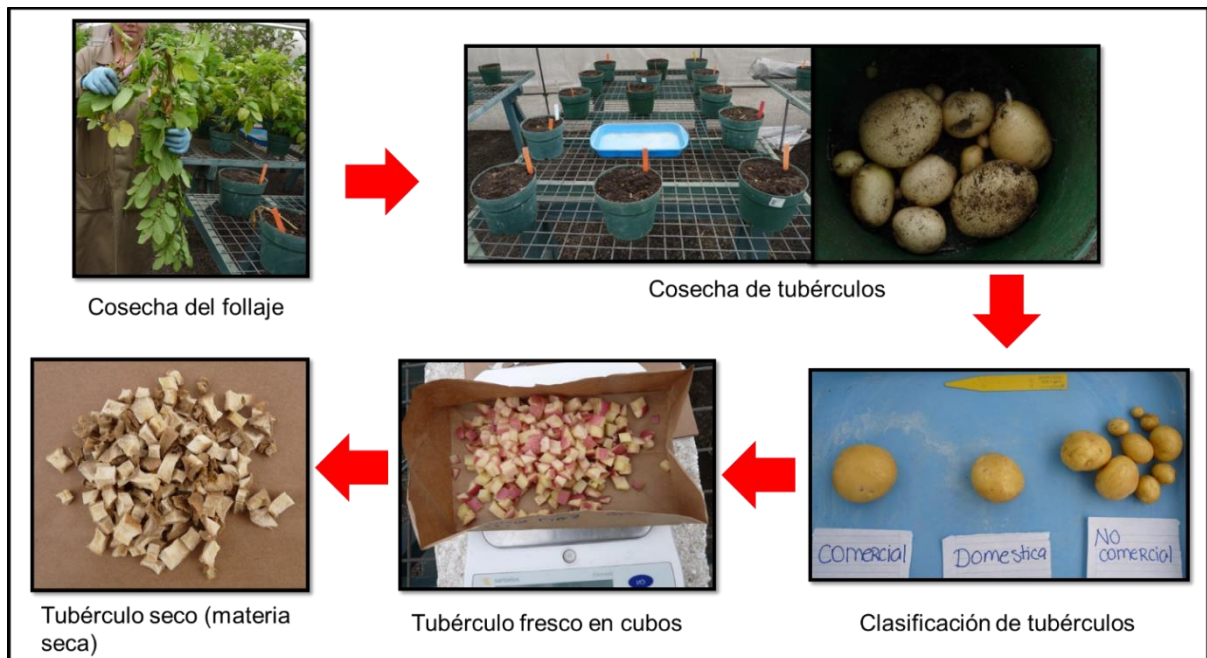 Cosecha del follaje
Cosecha de tubérculos
COMERCIAL
Domestica
No
comercial
Clasificación de tubérculos
Tubérculo fresco en cubos
Tubérculo seco (materia
seca)